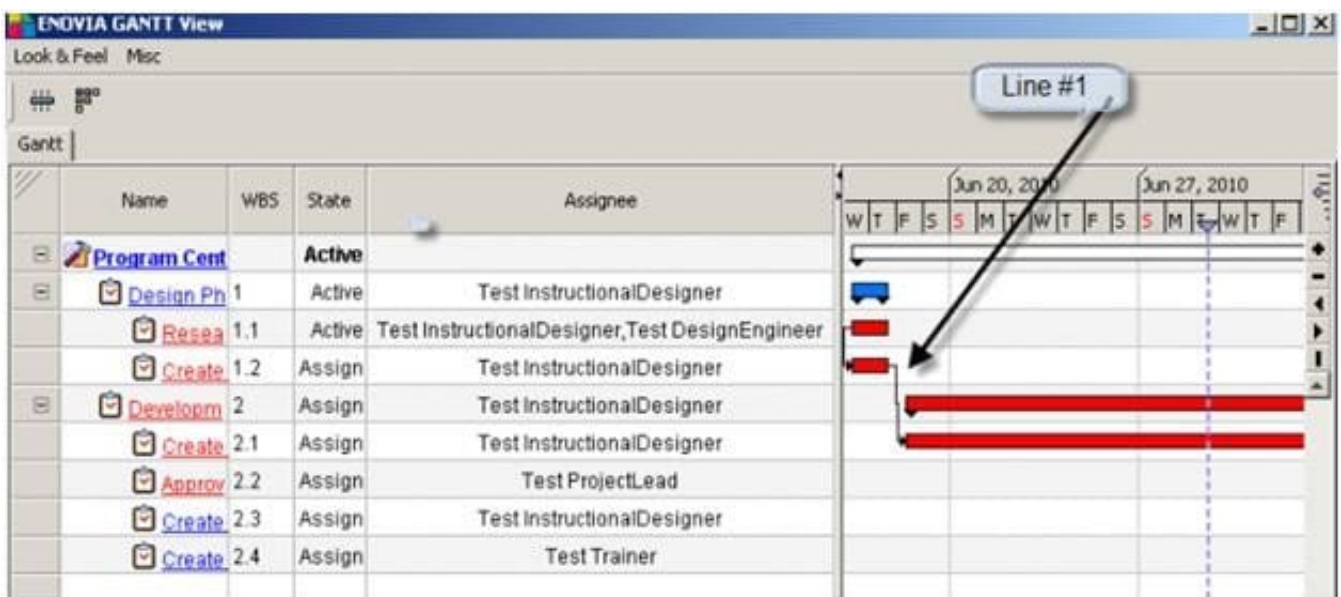 ENOVIA GANTT View
Look & Feel Misc
Line #1
Gantt
Name WBS State Assignee Jun 20, 2010 Jun 27, 2010
W T F S S M T W T F S S M T W T F
Program Cent Active
Design Ph 1 Active Test InstructionalDesigner
Resea 1.1 Active Test InstructionalDesigner,Test DesignEngineer
Create 1.2 Assign Test InstructionalDesigner
Developm 2 Assign Test InstructionalDesigner
Create 2.1 Assign Test InstructionalDesigner
Approv 2.2 Assign Test ProjectLead
Create 2.3 Assign Test InstructionalDesigner
Create 2.4 Assign Test Trainer